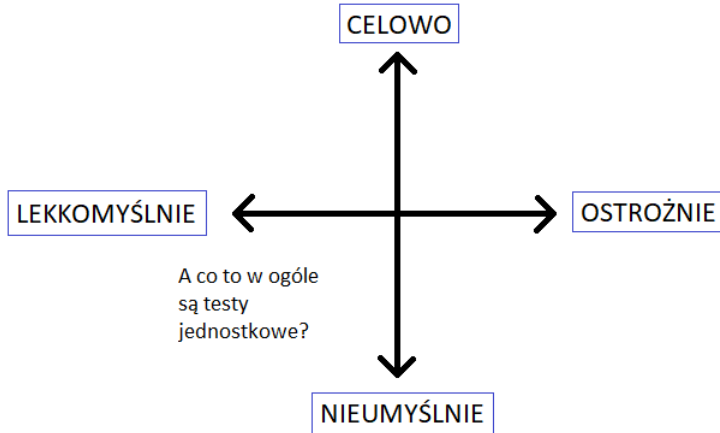 CELOWO
LEKKOMYŚLNIE
OSTROŻNIE
A co to w ogóle
są testy
jednostkowe?
NIEUMYŚLNIE